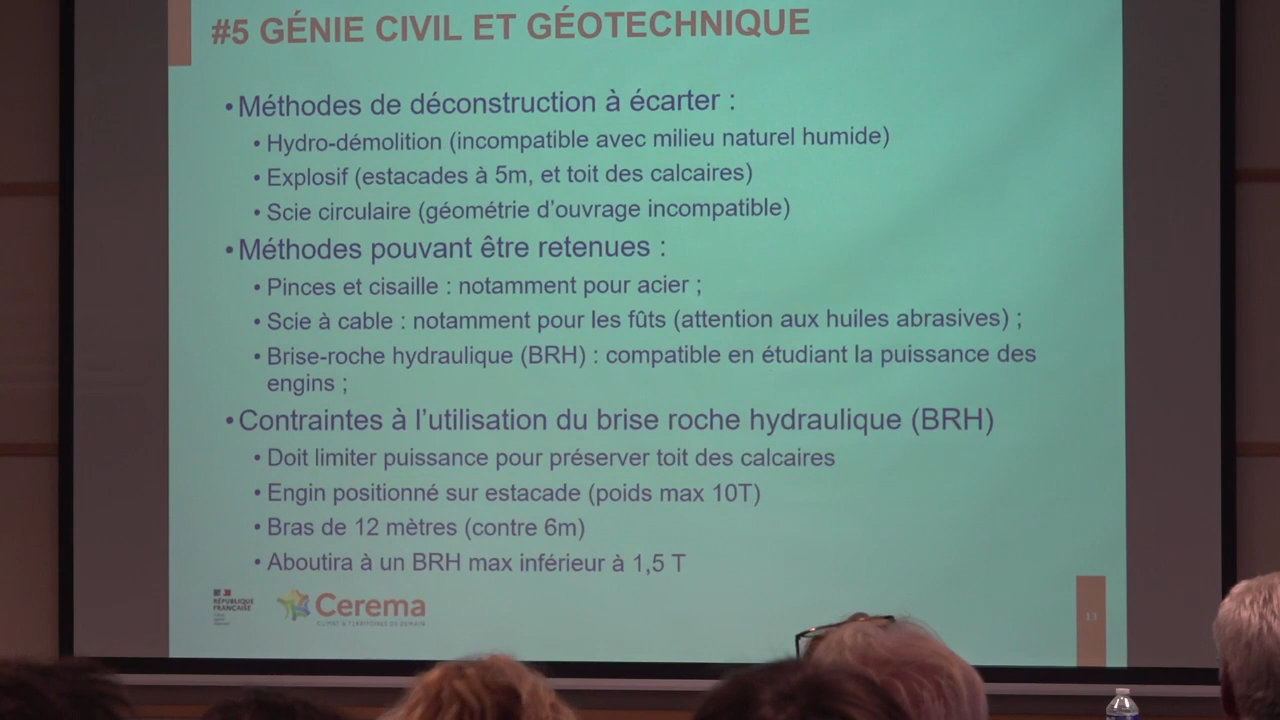 #5 GÉNIE CIVIL ET GÉOTECHNIQUE
• Méthodes de déconstruction à écarter :
• Hydro-démolition (incompatible avec milieu naturel humide)
• Explosif (estacades à 5m, et toit des calcaires)
• Scie circulaire (géométrie d'ouvrage incompatible)
• Méthodes pouvant être retenues :
• Pinces et cisaille : notamment pour acier ;
• Scie à cable : notamment pour les fûts (attention aux huiles abrasives) ;
• Brise-roche hydraulique (BRH) : compatible en étudiant la puissance des
engins ;
• Contraintes à l'utilisation du brise roche hydraulique (BRH)
• Doit limiter puissance pour préserver toit des calcaires
• Engin positionné sur estacade (poids max 10T)
• Bras de 12 mètres (contre 6m)
• Aboutira à un BRH max inférieur à 1,5 T
RÉPUBLIQUE
FRANÇAISE
Cerema
CLIMAT & TERRITOIRES DE DEMAIN
13